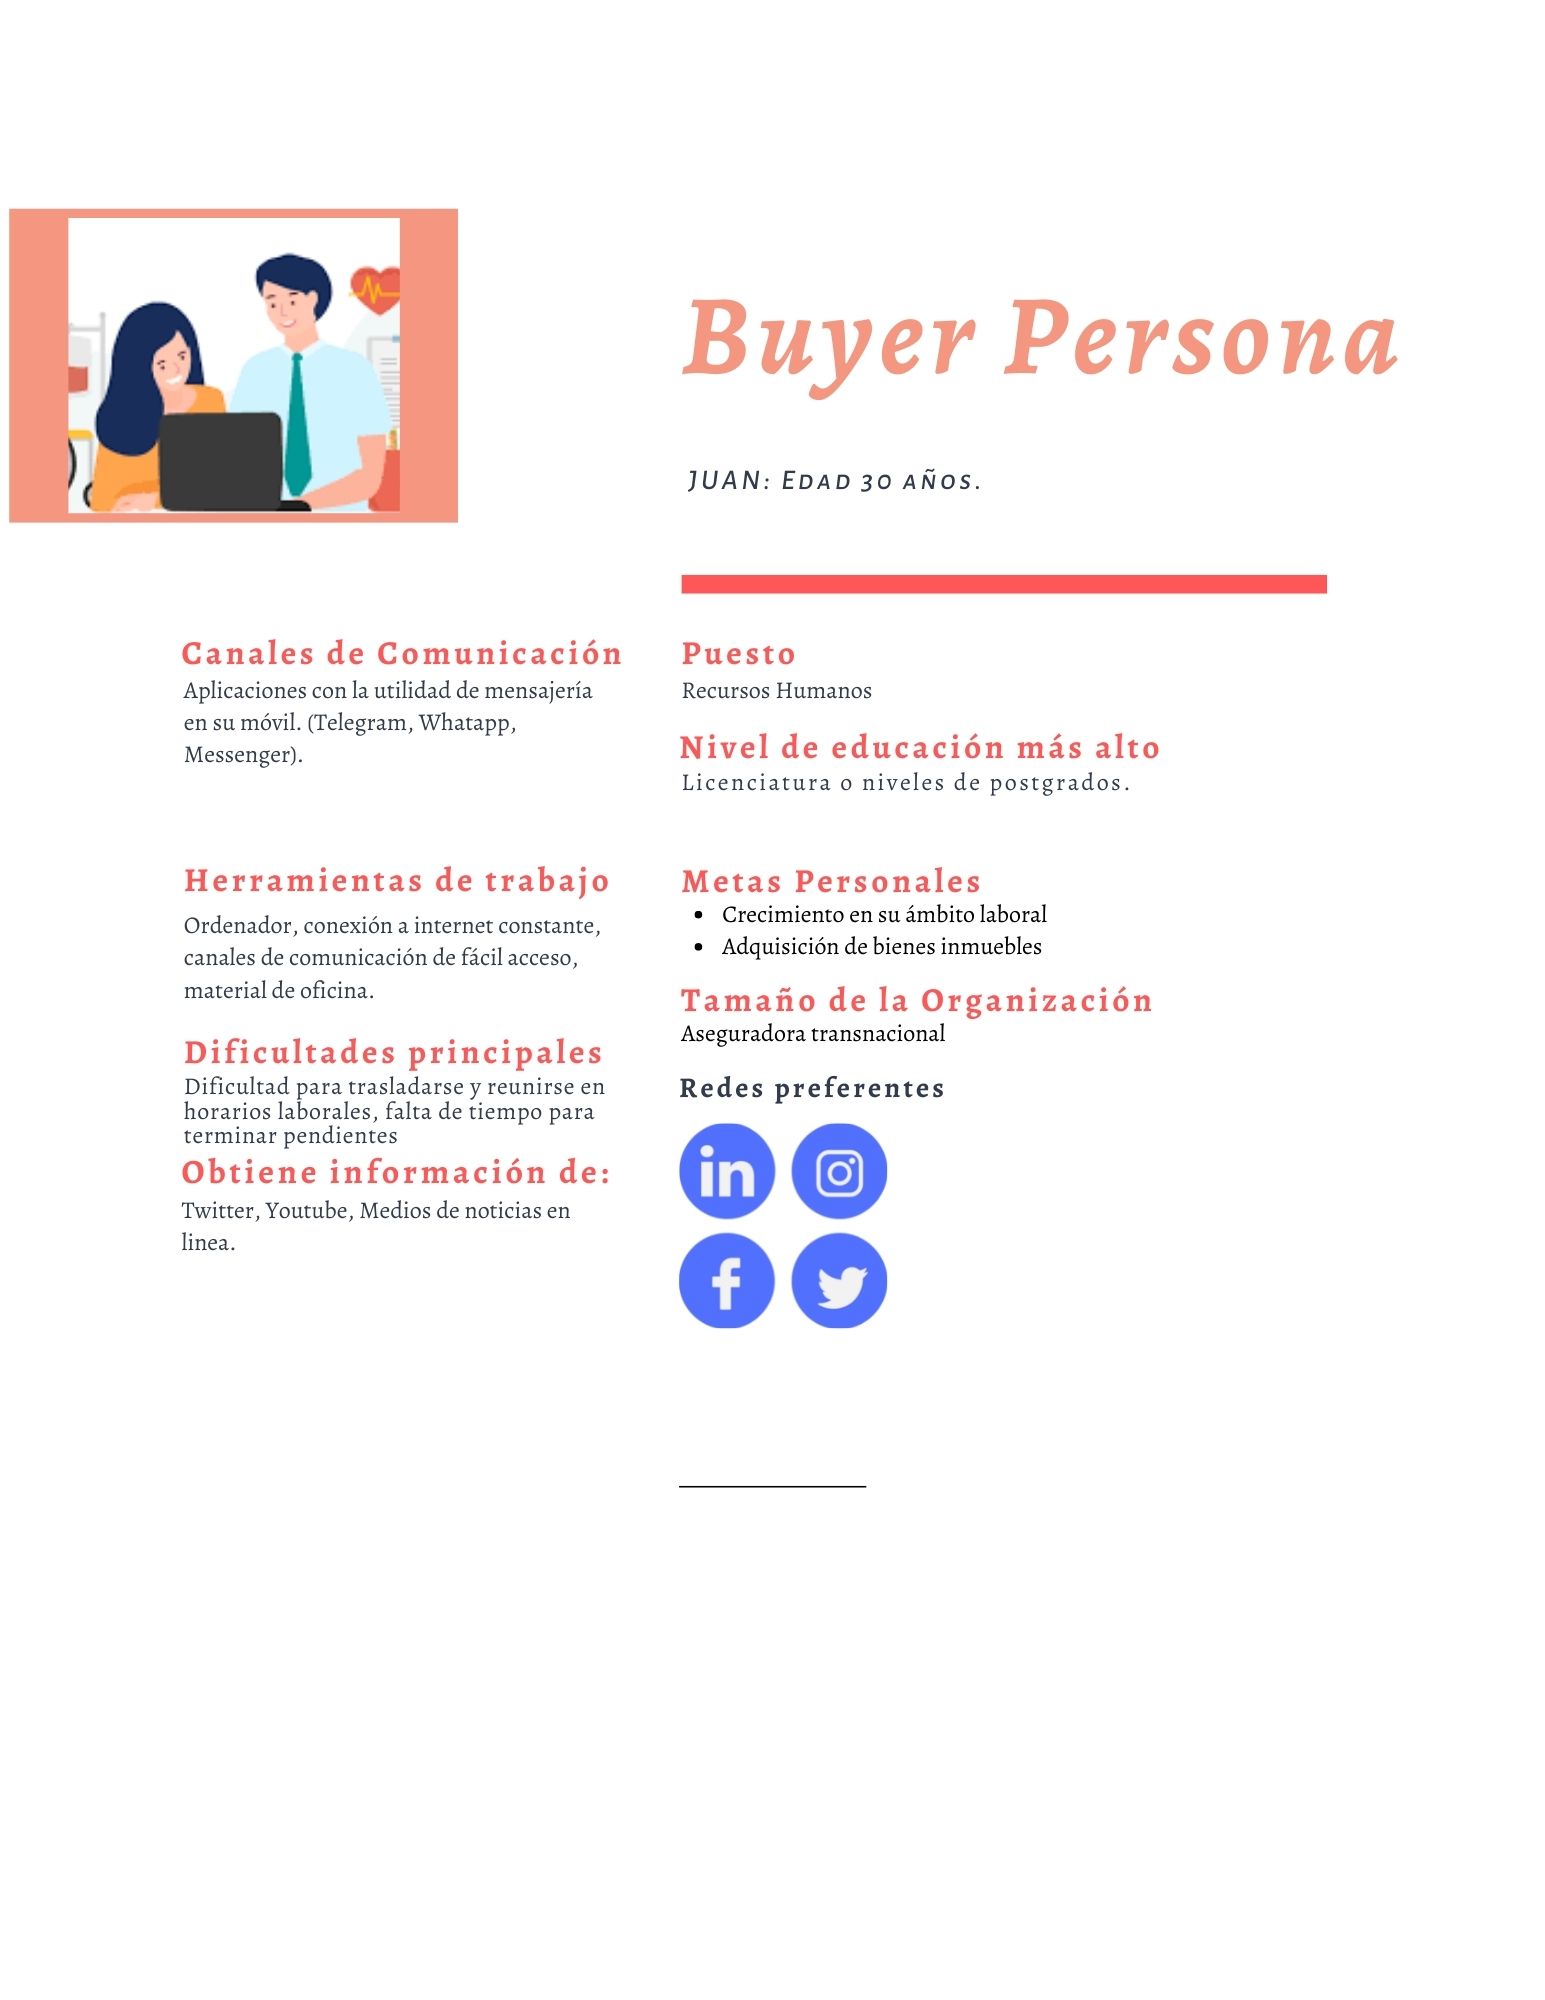 Buyer Persona
JUAN: EDAD 30 AÑOS.
Canales de Comunicación
Aplicaciones con la utilidad de mensajería
en su móvil. (Telegram, Whatapp,
Messenger).
Herramientas de trabajo
Ordenador, conexión a internet constante,
canales de comunicación de fácil acceso,
material de oficina.
Dificultades principales
Dificultad para trasladarse y reunirse en
horarios laborales, falta de tiempo para
terminar pendientes
Obtiene información de:
Twitter, Youtube, Medios de noticias en
linea.
Puesto
Recursos Humanos
Nivel de educación más alto
Licenciatura o niveles de postgrados.
Metas Personales
• Crecimiento en su ámbito laboral
• Adquisición de bienes inmuebles
Tamaño de la Organización
Aseguradora transnacional
Redes preferentes
in
f